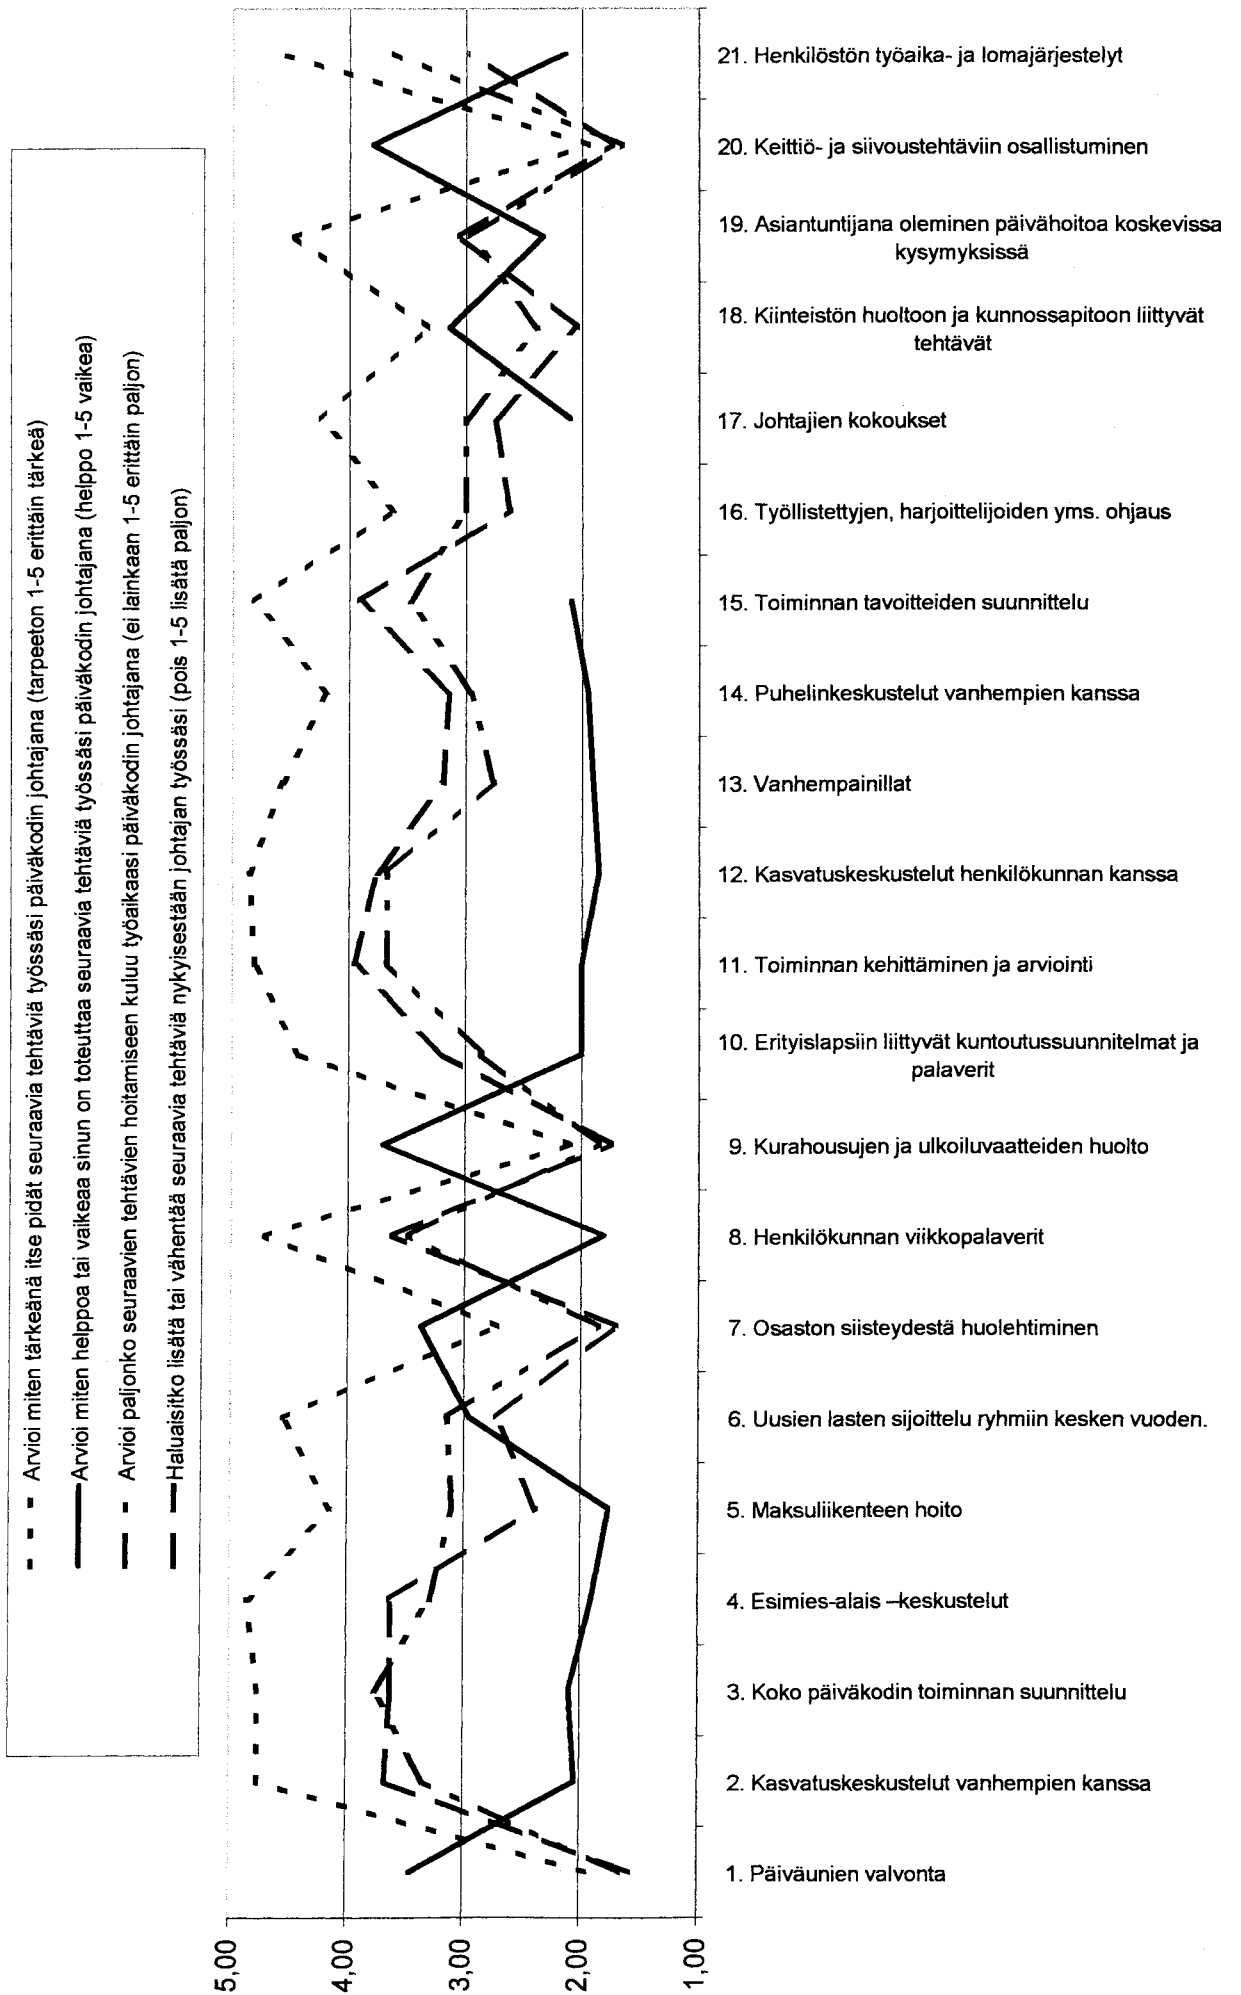 Arvioi miten tärkeänä itse pidät seuraavia tehtäviä työssäsi päiväkodin johtajana (tarpeeton 1-5 erittäin tärkeä)
Arvioi miten helppoa tai vaikeaa sinun on toteuttaa seuraavia tehtäviä työssäsi päiväkodin johtajana (helppo 1-5 vaikea)
Arvioi paljonko seuraavien tehtävien hoitamiseen kuluu työaikaasi päiväkodin johtajana (ei lainkaan 1-5 erittäin paljon)
Haluaisitko lisätä tai vähentää seuraavia tehtäviä nykyisestään johtajan työssäsi (pois 1-5 lisätä paljon)
21. Henkilöstön työaika- ja lomajärjestelyt
20. Keittiö- ja siivoustehtäviin osallistuminen
19. Asiantuntijana oleminen päivähoitoa koskevissa
kysymyksissä
18. Kiinteistön huoltoon ja kunnossapitoon liittyvät
tehtävät
17. Johtajien kokoukset
16. Työllistettyjen, harjoittelijoiden yms. ohjaus
15. Toiminnan tavoitteiden suunnittelu
14. Puhelinkeskustelut vanhempien kanssa
13. Vanhempainillat
12. Kasvatuskeskustelut henkilökunnan kanssa
11. Toiminnan kehittäminen ja arviointi
10. Erityislapsiin liittyvät kuntoutussuunnitelmat ja
palaverit
9. Kurahousujen ja ulkoiluvaatteiden huolto
8. Henkilökunnan viikkopalaverit
7. Osaston siisteydestä huolehtiminen
6. Uusien lasten sijoittelu ryhmiin kesken vuoden.
5. Maksuliikenteen hoito
4. Esimies-alais –keskustelut
3. Koko päiväkodin toiminnan suunnittelu
2. Kasvatuskeskustelut vanhempien kanssa
1. Päiväunien valvonta
5,00
4,00
3,00
2,00
1,00